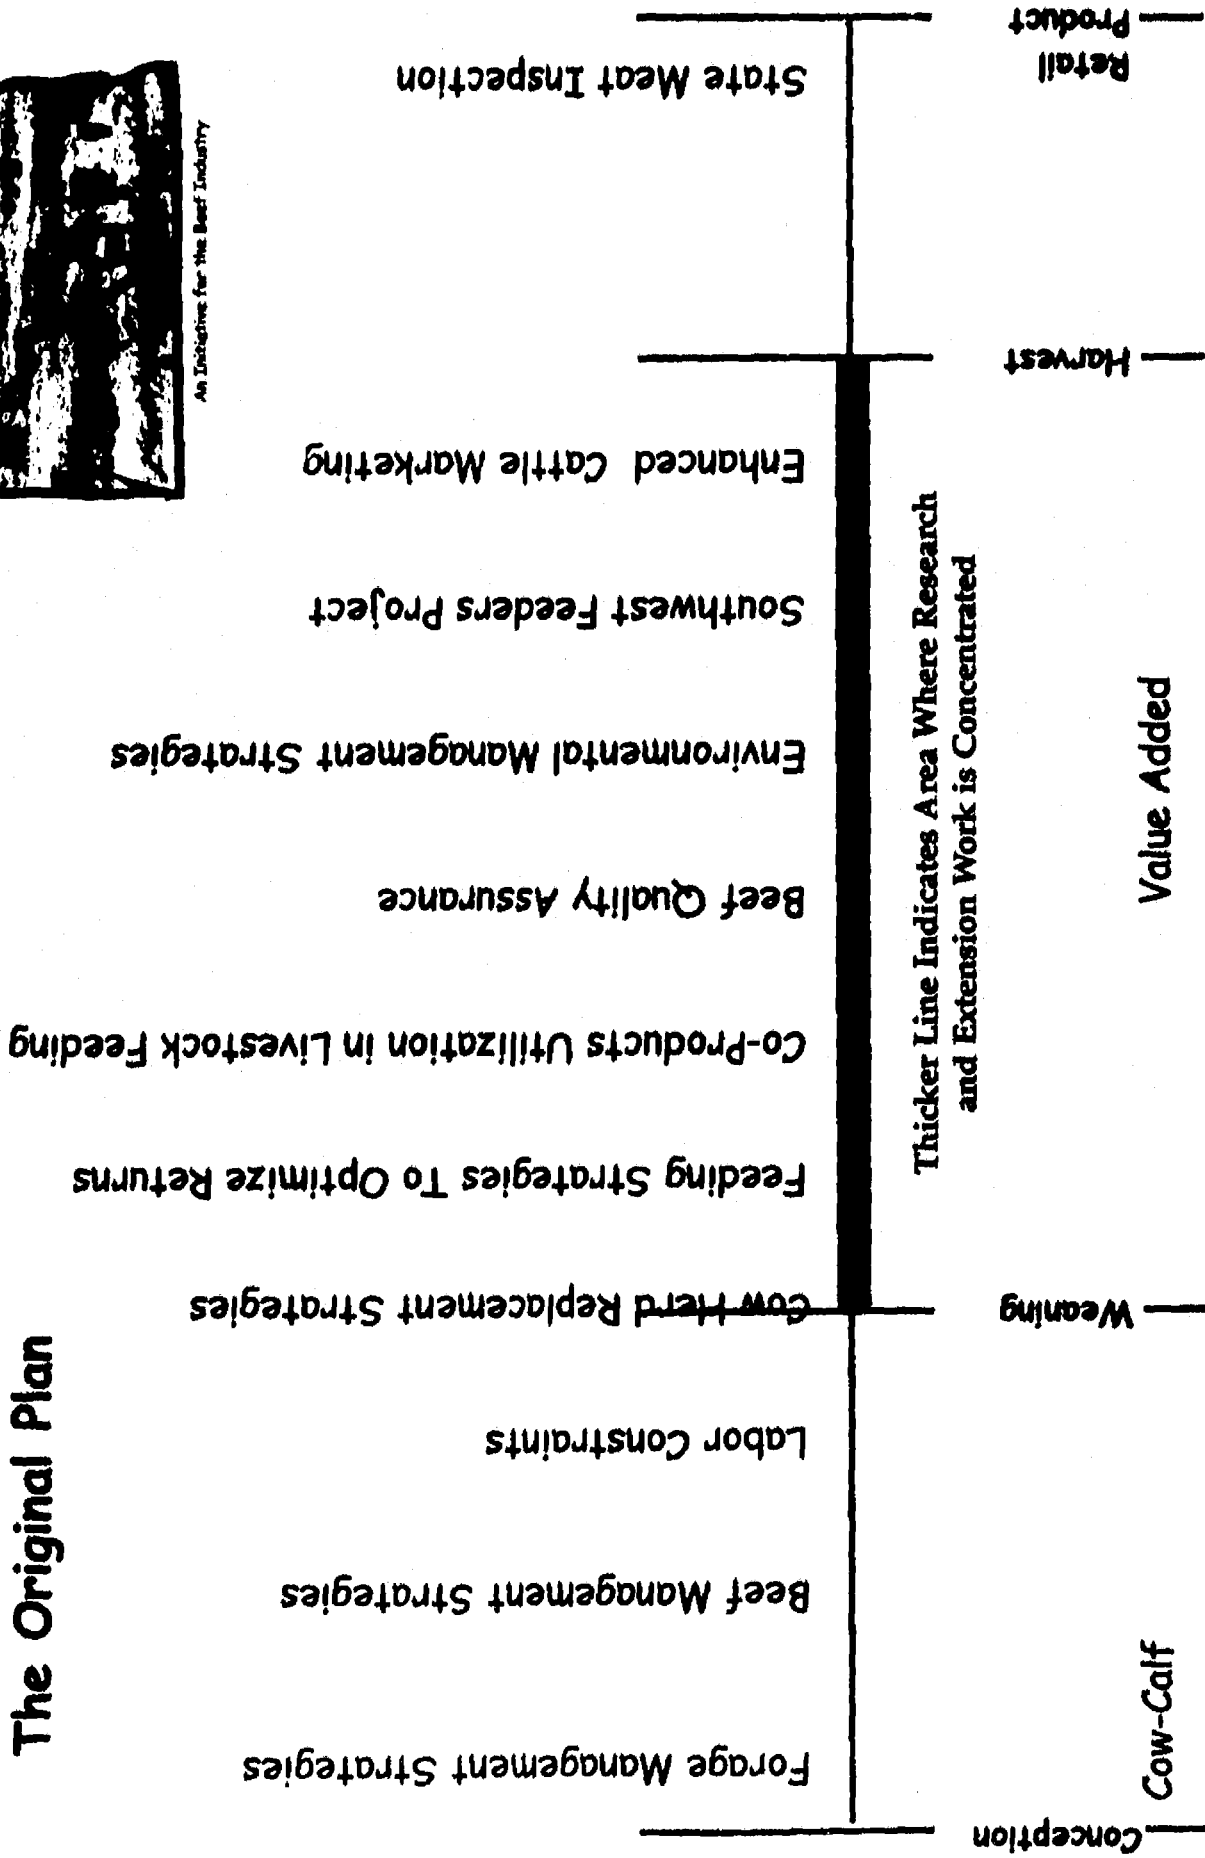 The Original Plan
An Initiative for the Beef Industry
Forage Management Strategies
Beef Management Strategies
Labor Constraints
Cow Herd Replacement Strategies
Feeding Strategies To Optimize Returns
Co-Products Utilization in Livestock Feeding
Beef Quality Assurance
Environmental Management Strategies
Southwest Feeders Project
Enhanced Cattle Marketing
State Meat Inspection
Thicker Line Indicates Area Where Research
and Extension Work is Concentrated
Conception
Weaning
Harvest
Retail
Product
Cow-Calf
Value Added